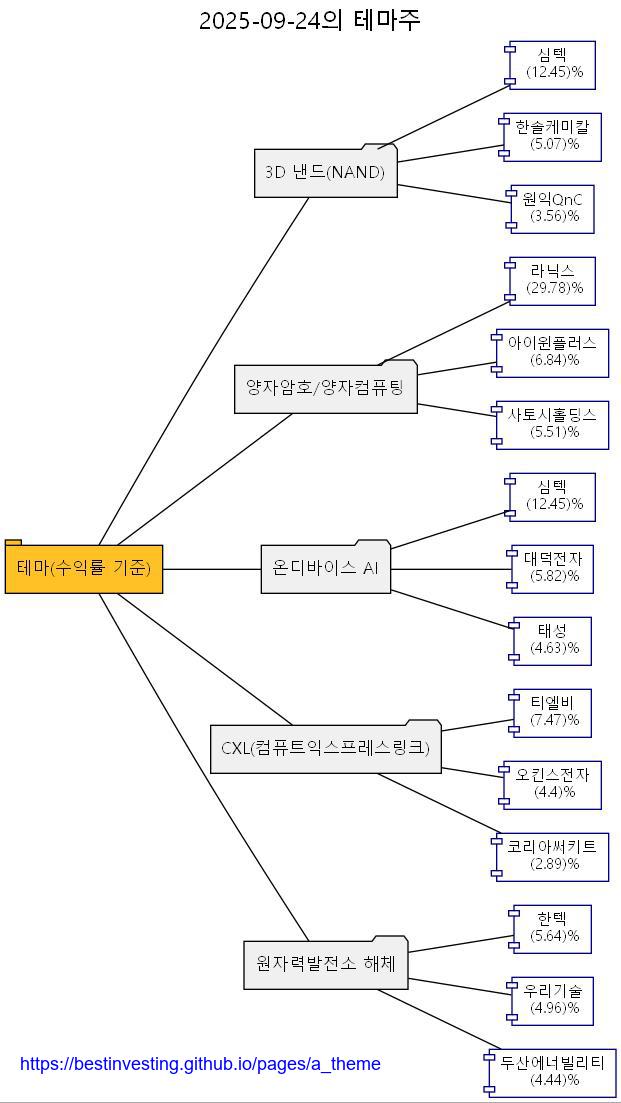 2025-09-24의 테마주
심텍
(12.45)%
한솔케미칼
(5.07)%
3D 낸드(NAND)
원익QnC
(3.56)%
라닉스
(29.78)%
아이윈플러스
(6.84)%
양자암호/양자컴퓨팅
사토시홀딩스
(5.51)%
심텍
(12.45)%
테마(수익률 기준)
온디바이스 AI
대덕전자
(5.82)%
태성
(4.63)%
티엘비
(7.47)%
CXL(컴퓨트익스프레스링크)
오킨스전자
(4.4)%
코리아써키트
(2.89)%
한텍
(5.64)%
원자력발전소 해체
우리기술
(4.96)%
두산에너빌리티
(4.44)%
https://bestinvesting.github.io/pages/a_theme